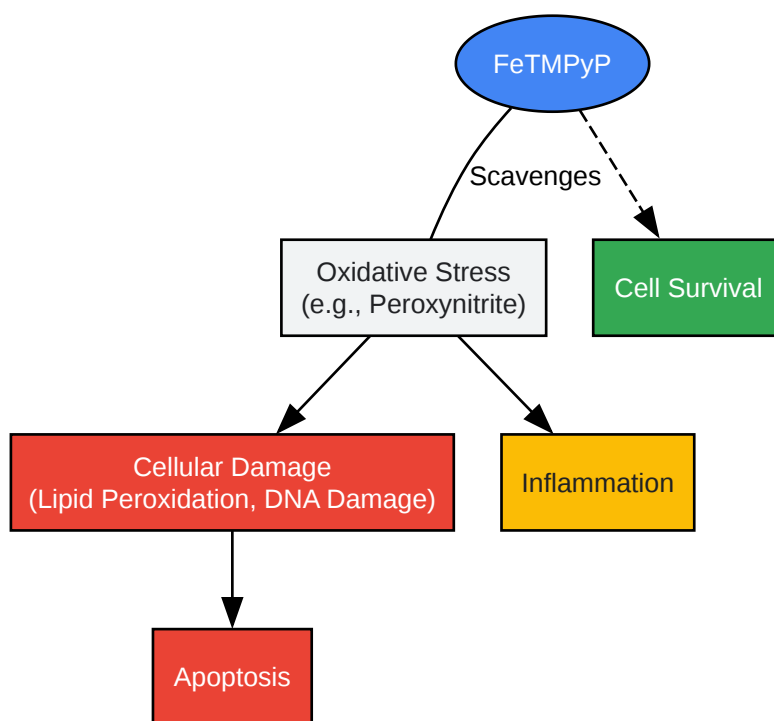 FeTMPyP
Scavenges
Oxidative Stress
(e.g., Peroxynitrite)
Cell Survival
Cellular Damage
(Lipid Peroxidation, DNA Damage)
Inflammation
Apoptosis